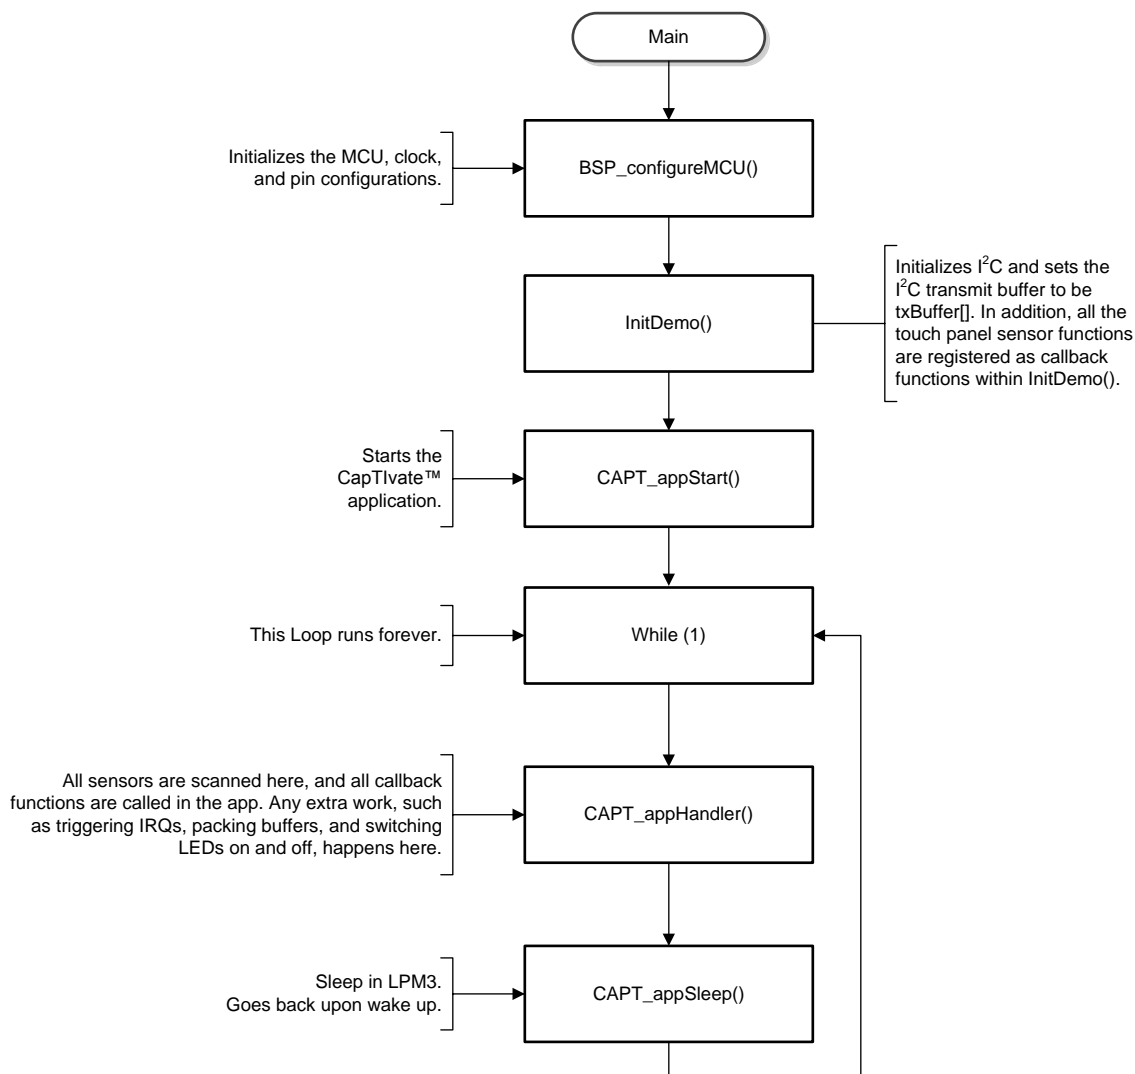 Main
Initializes the MCU, clock,
and pin configurations.
BSP_configureMCU()
InitDemo()
Initializes I²C and sets the
I²C transmit buffer to be
txBuffer[]. In addition, all the
touch panel sensor functions
are registered as callback
functions within InitDemo().
Starts the
CapTIvate™
application.
CAPT_appStart()
This Loop runs forever.
While (1)
All sensors are scanned here, and all callback
functions are called in the app. Any extra work, such
as triggering IRQs, packing buffers, and switching
LEDs on and off, happens here.
CAPT_appHandler()
Sleep in LPM3.
Goes back upon wake up.
CAPT_appSleep()